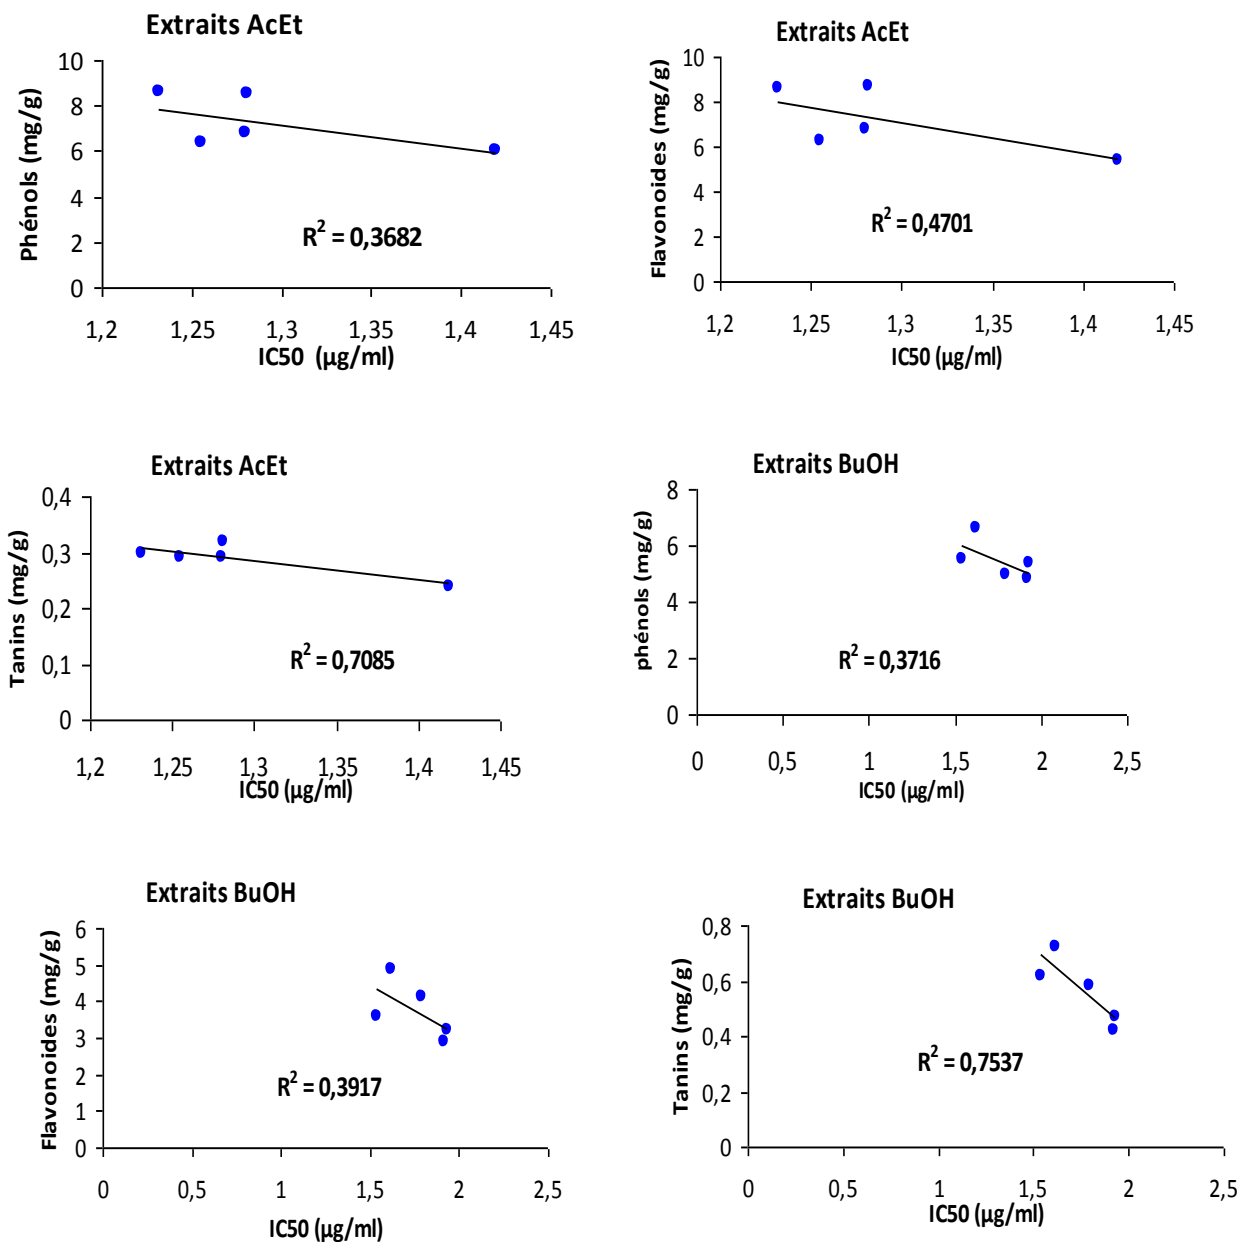 Extraits AcEt
Phénols (mg/g)
10
8
6
4
2
0
1,2 1,25 1,3 1,35 1,4 1,45
IC50 (µg/ml)
R² = 0,3682
Extraits AcEt
Flavonoides (mg/g)
10
8
6
4
2
0
1,2 1,25 1,3 1,35 1,4 1,45
IC50 (µg/ml)
R² = 0,4701
Extraits AcEt
Tanins (mg/g)
0,4
0,3
0,2
0,1
0
1,2 1,25 1,3 1,35 1,4 1,45
IC50 (µg/ml)
R² = 0,7085
Extraits BuOH
phénols (mg/g)
8
6
4
2
0
0 0,5 1 1,5 2 2,5
IC50 (µg/ml)
R² = 0,3716
Extraits BuOH
Flavonoides (mg/g)
6
5
4
3
2
1
0
0 0,5 1 1,5 2 2,5
IC50 (µg/ml)
R² = 0,3917
Extraits BuOH
Tanins (mg/g)
0,8
0,6
0,4
0,2
0
0 0,5 1 1,5 2 2,5
IC50 (µg/ml)
R² = 0,7537